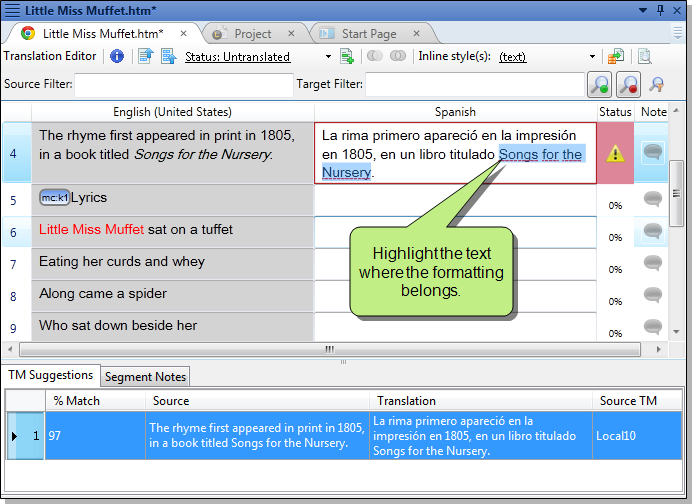 Little Miss Muffet.htm*
Little Miss Muffet.htm* Project Start Page
Translation Editor Status: Untranslated Inline style(s): (text)
Source Filter: Target Filter:
English (United States) Spanish Status Note
4 The rhyme first appeared in print in 1805,
in a book titled Songs for the Nursery.
La rima primero apareció en la impresión
en 1805, en un libro titulado Songs for the
Nursery.
5 mc:k1 Lyrics 0%
6 Little Miss Muffet sat on a tuffet 0%
7 Eating her curds and whey 0%
8 Along came a spider 0%
9 Who sat down beside her 0%
Highlight the text
where the formatting
belongs.
TM Suggestions Segment Notes
% Match Source Translation Source TM
1 97
The rhyme first appeared in print in 1805,
in a book titled Songs for the Nursery.
La rima primero apareció en la
impresión en 1805, en un libro titulado
Songs for the Nursery.
Local10